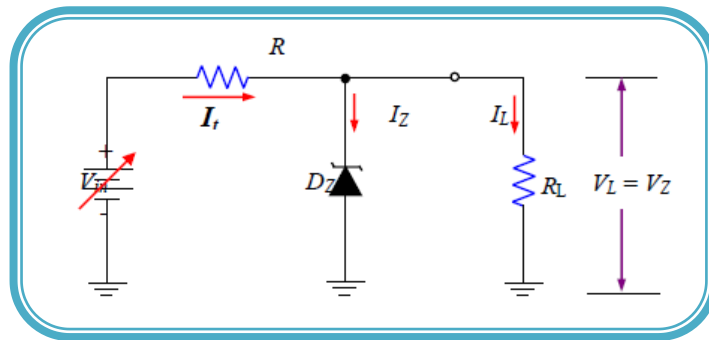 R
I_t
I_Z
I_L
+
V_in
-
D_Z
R_L
V_L = V_Z